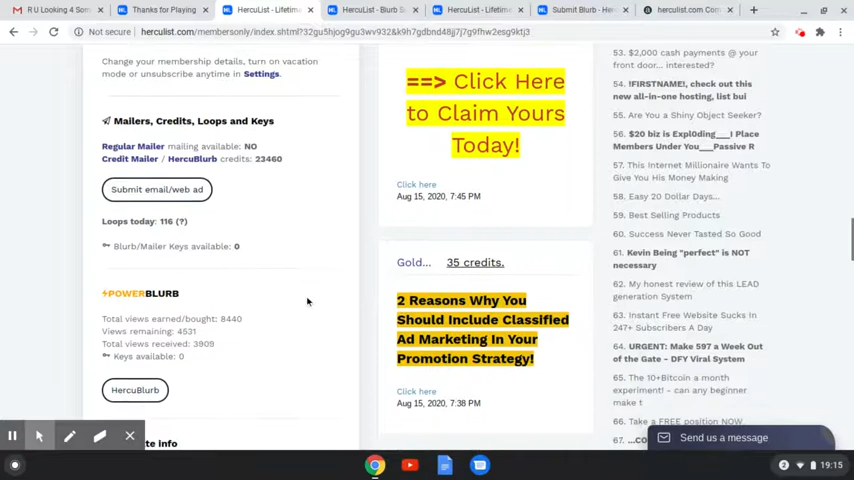 R U Looking 4 Som
Thanks for Playing
HercuList - Lifetim
HercuList - Blurb S
HercuList - Lifetim
Submit Blurb - Her
herculist.com Com
Not secure | herculist.com/membersonly/index.shtml?32gu5hjog9gu3wv932&k9h7gdbnd48jj7j7g9fhw2esg9ktj3
Change your membership details, turn on vacation
mode or unsubscribe anytime in Settings.
Mailers, Credits, Loops and Keys
Regular Mailer mailing available: NO
Credit Mailer / HercuBlurb credits: 23460
Submit email/web ad
Loops today: 116 (?)
Blurb/Mailer Keys available: 0
POWERBLURB
Total views earned/bought: 8440
Views remaining: 4531
Total views received: 3909
Keys available: 0
HercuBlurb
te info
==> Click Here
to Claim Yours
Today!
Click here
Aug 15, 2020, 7:45 PM
Gold... 35 credits.
2 Reasons Why You
Should Include Classified
Ad Marketing In Your
Promotion Strategy!
Click here
Aug 15, 2020, 7:38 PM
53. $2,000 cash payments @ your
front door... interested?
54. !FIRSTNAME!, check out this
new all-in-one hosting, list bui
55. Are You a Shiny Object Seeker?
56. $20 biz is Expl0ding___! Place
Members Under You___Passive R
57. This Internet Millionaire Wants To
Give You His Money Making
58. Easy 20 Dollar Days...
59. Best Selling Products
60. Success Never Tasted So Good
61. Kevin Being "perfect" is NOT
necessary
62. My honest review of this LEAD
generation System
63. Instant Free Website Sucks In
247+ Subscribers A Day
64. URGENT: Make 597 a Week Out
of the Gate - DFY Viral System
65. The 10+Bitcoin a month
experiment! - can any beginner
make t
66. Take a FREE position NOW
67. ...CO
Send us a message
2
19:15